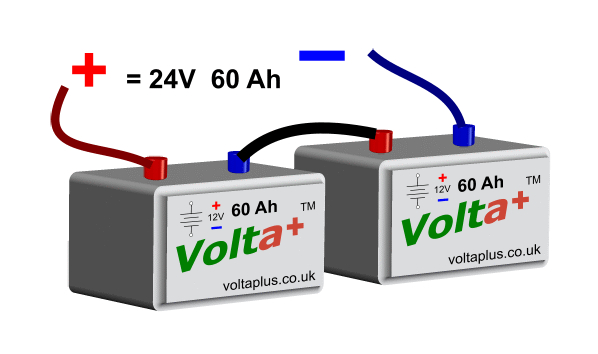 + = 24V 60 Ah −
+
12V 60 Ah TM
−
Volta+
voltaplus.co.uk
+
12V 60 Ah TM
−
Volta+
voltaplus.co.uk